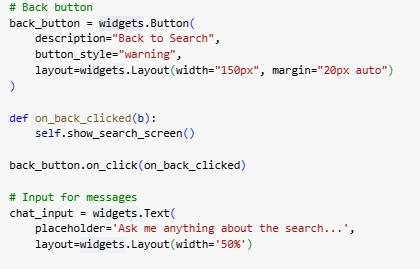 # Back button
back_button = widgets.Button(
    description="Back to Search",
    button_style="warning",
    layout=widgets.Layout(width="150px", margin="20px auto")
)
def on_back_clicked(b):
    self.show_search_screen()
back_button.on_click(on_back_clicked)
# Input for messages
chat_input = widgets.Text(
    placeholder='Ask me anything about the search...',
    layout=widgets.Layout(width='50%')